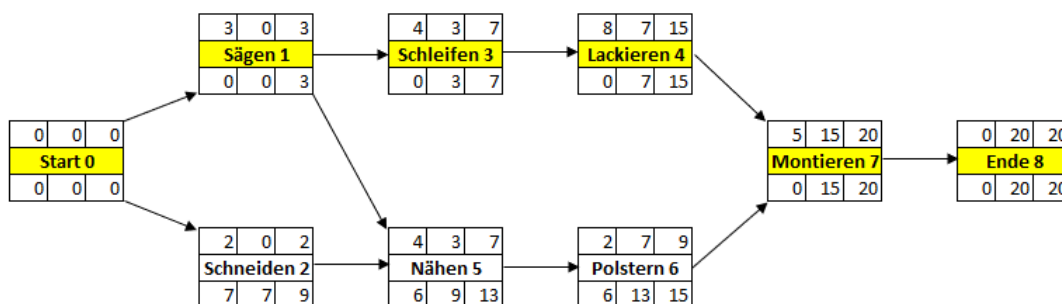 3 0 3
Sägen 1
0 0 3
4 3 7
Schleifen 3
0 3 7
8 7 15
Lackieren 4
0 7 15
0 0 0
Start 0
0 0 0
5 15 20
Montieren 7
0 15 20
0 20 20
Ende 8
0 20 20
2 0 2
Schneiden 2
7 7 9
4 3 7
Nähen 5
6 9 13
2 7 9
Polstern 6
6 13 15